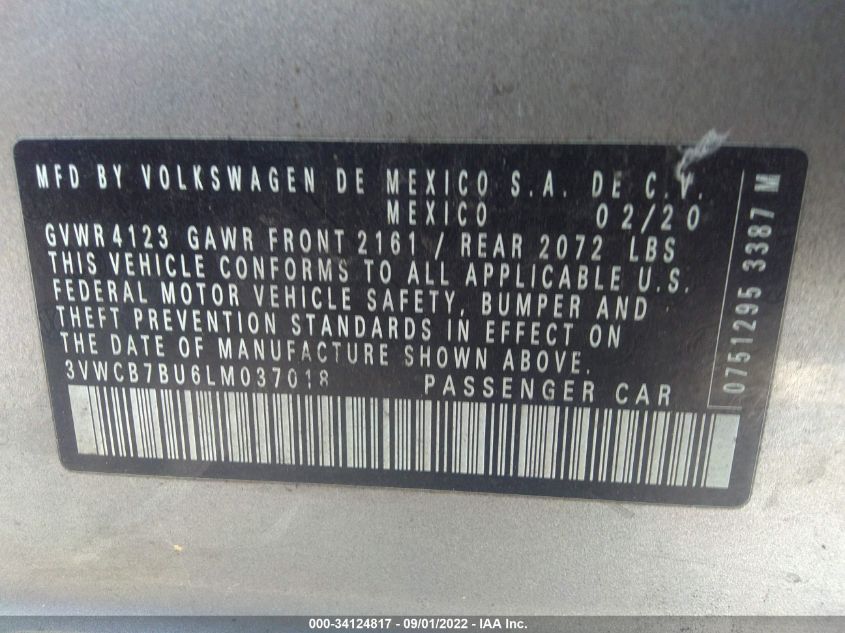 MFD BY VOLKSWAGEN DE MEXICO S.A. DE C.V.
MEXICO 02/20
GVWR 4123 GAWR FRONT 2161 / REAR 2072 LBS
THIS VEHICLE CONFORMS TO ALL APPLICABLE U.S.
FEDERAL MOTOR VEHICLE SAFETY, BUMPER AND
THEFT PREVENTION STANDARDS IN EFFECT ON
THE DATE OF MANUFACTURE SHOWN ABOVE.
3VWCB7BU6LM037018 PASSENGER CAR
0751295 3387 M
000-34124817 - 09/01/2022 - IAA Inc.